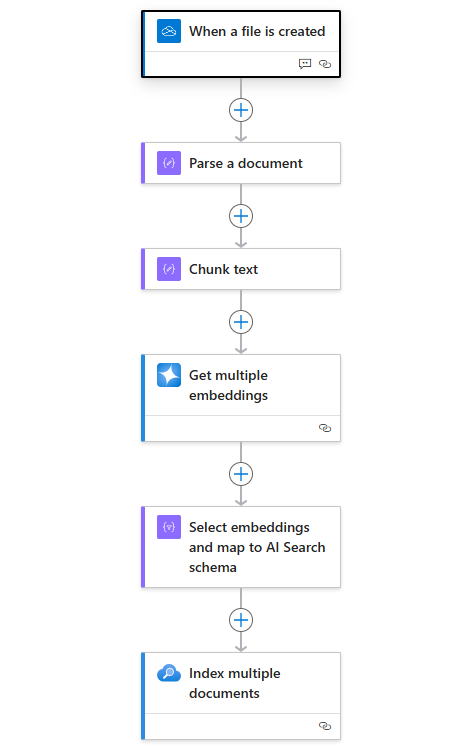 When a file is created
Parse a document
Chunk text
Get multiple
embeddings
Select embeddings
and map to AI Search
schema
Index multiple
documents